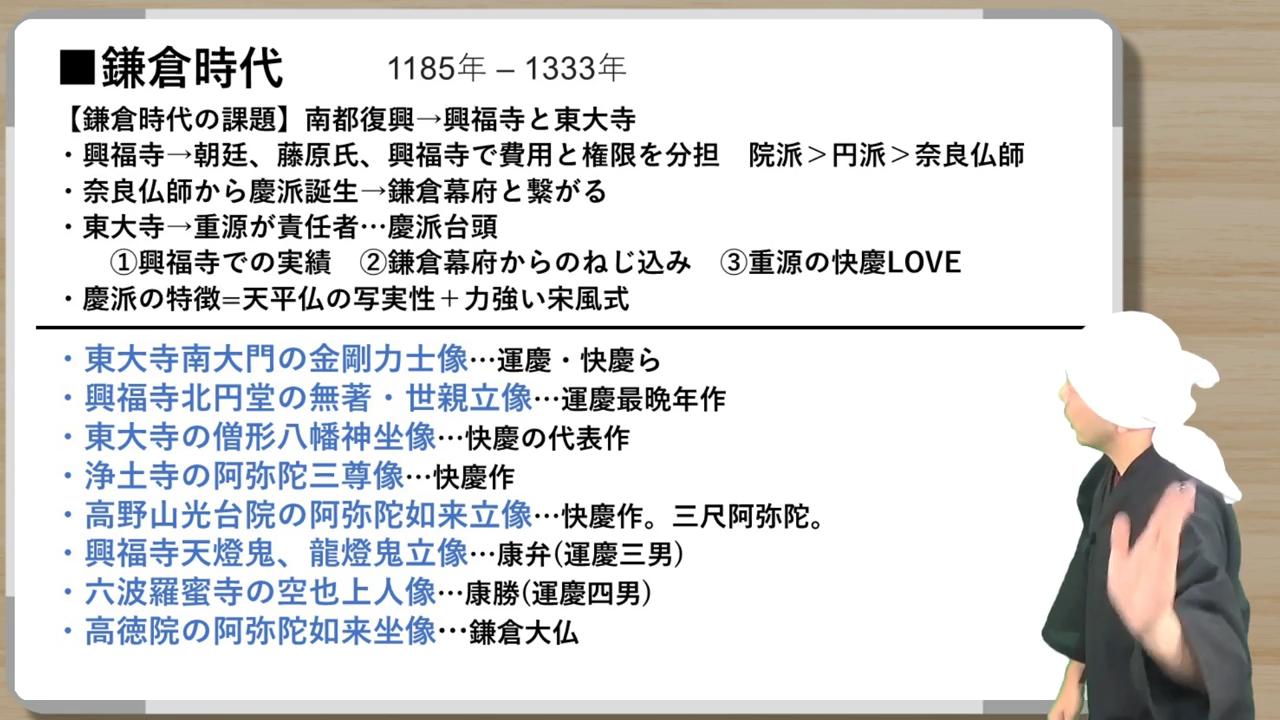 ■鎌倉時代 1185年 – 1333年
【鎌倉時代の課題】南都復興→興福寺と東大寺
・興福寺→朝廷、藤原氏、興福寺で費用と権限を分担 院派＞円派＞奈良仏師
・奈良仏師から慶派誕生→鎌倉幕府と繋がる
・東大寺→重源が責任者…慶派台頭
①興福寺での実績 ②鎌倉幕府からのねじ込み ③重源の快慶LOVE
・慶派の特徴=天平仏の写実性＋力強い宋風式
・東大寺南大門の金剛力士像…運慶・快慶ら
・興福寺北円堂の無著・世親立像…運慶最晩年作
・東大寺の僧形八幡神坐像…快慶の代表作
・浄土寺の阿弥陀三尊像…快慶作
・高野山光台院の阿弥陀如来立像…快慶作。三尺阿弥陀。
・興福寺天燈鬼、龍燈鬼立像…康弁(運慶三男)
・六波羅蜜寺の空也上人像…康勝(運慶四男)
・高徳院の阿弥陀如来坐像…鎌倉大仏